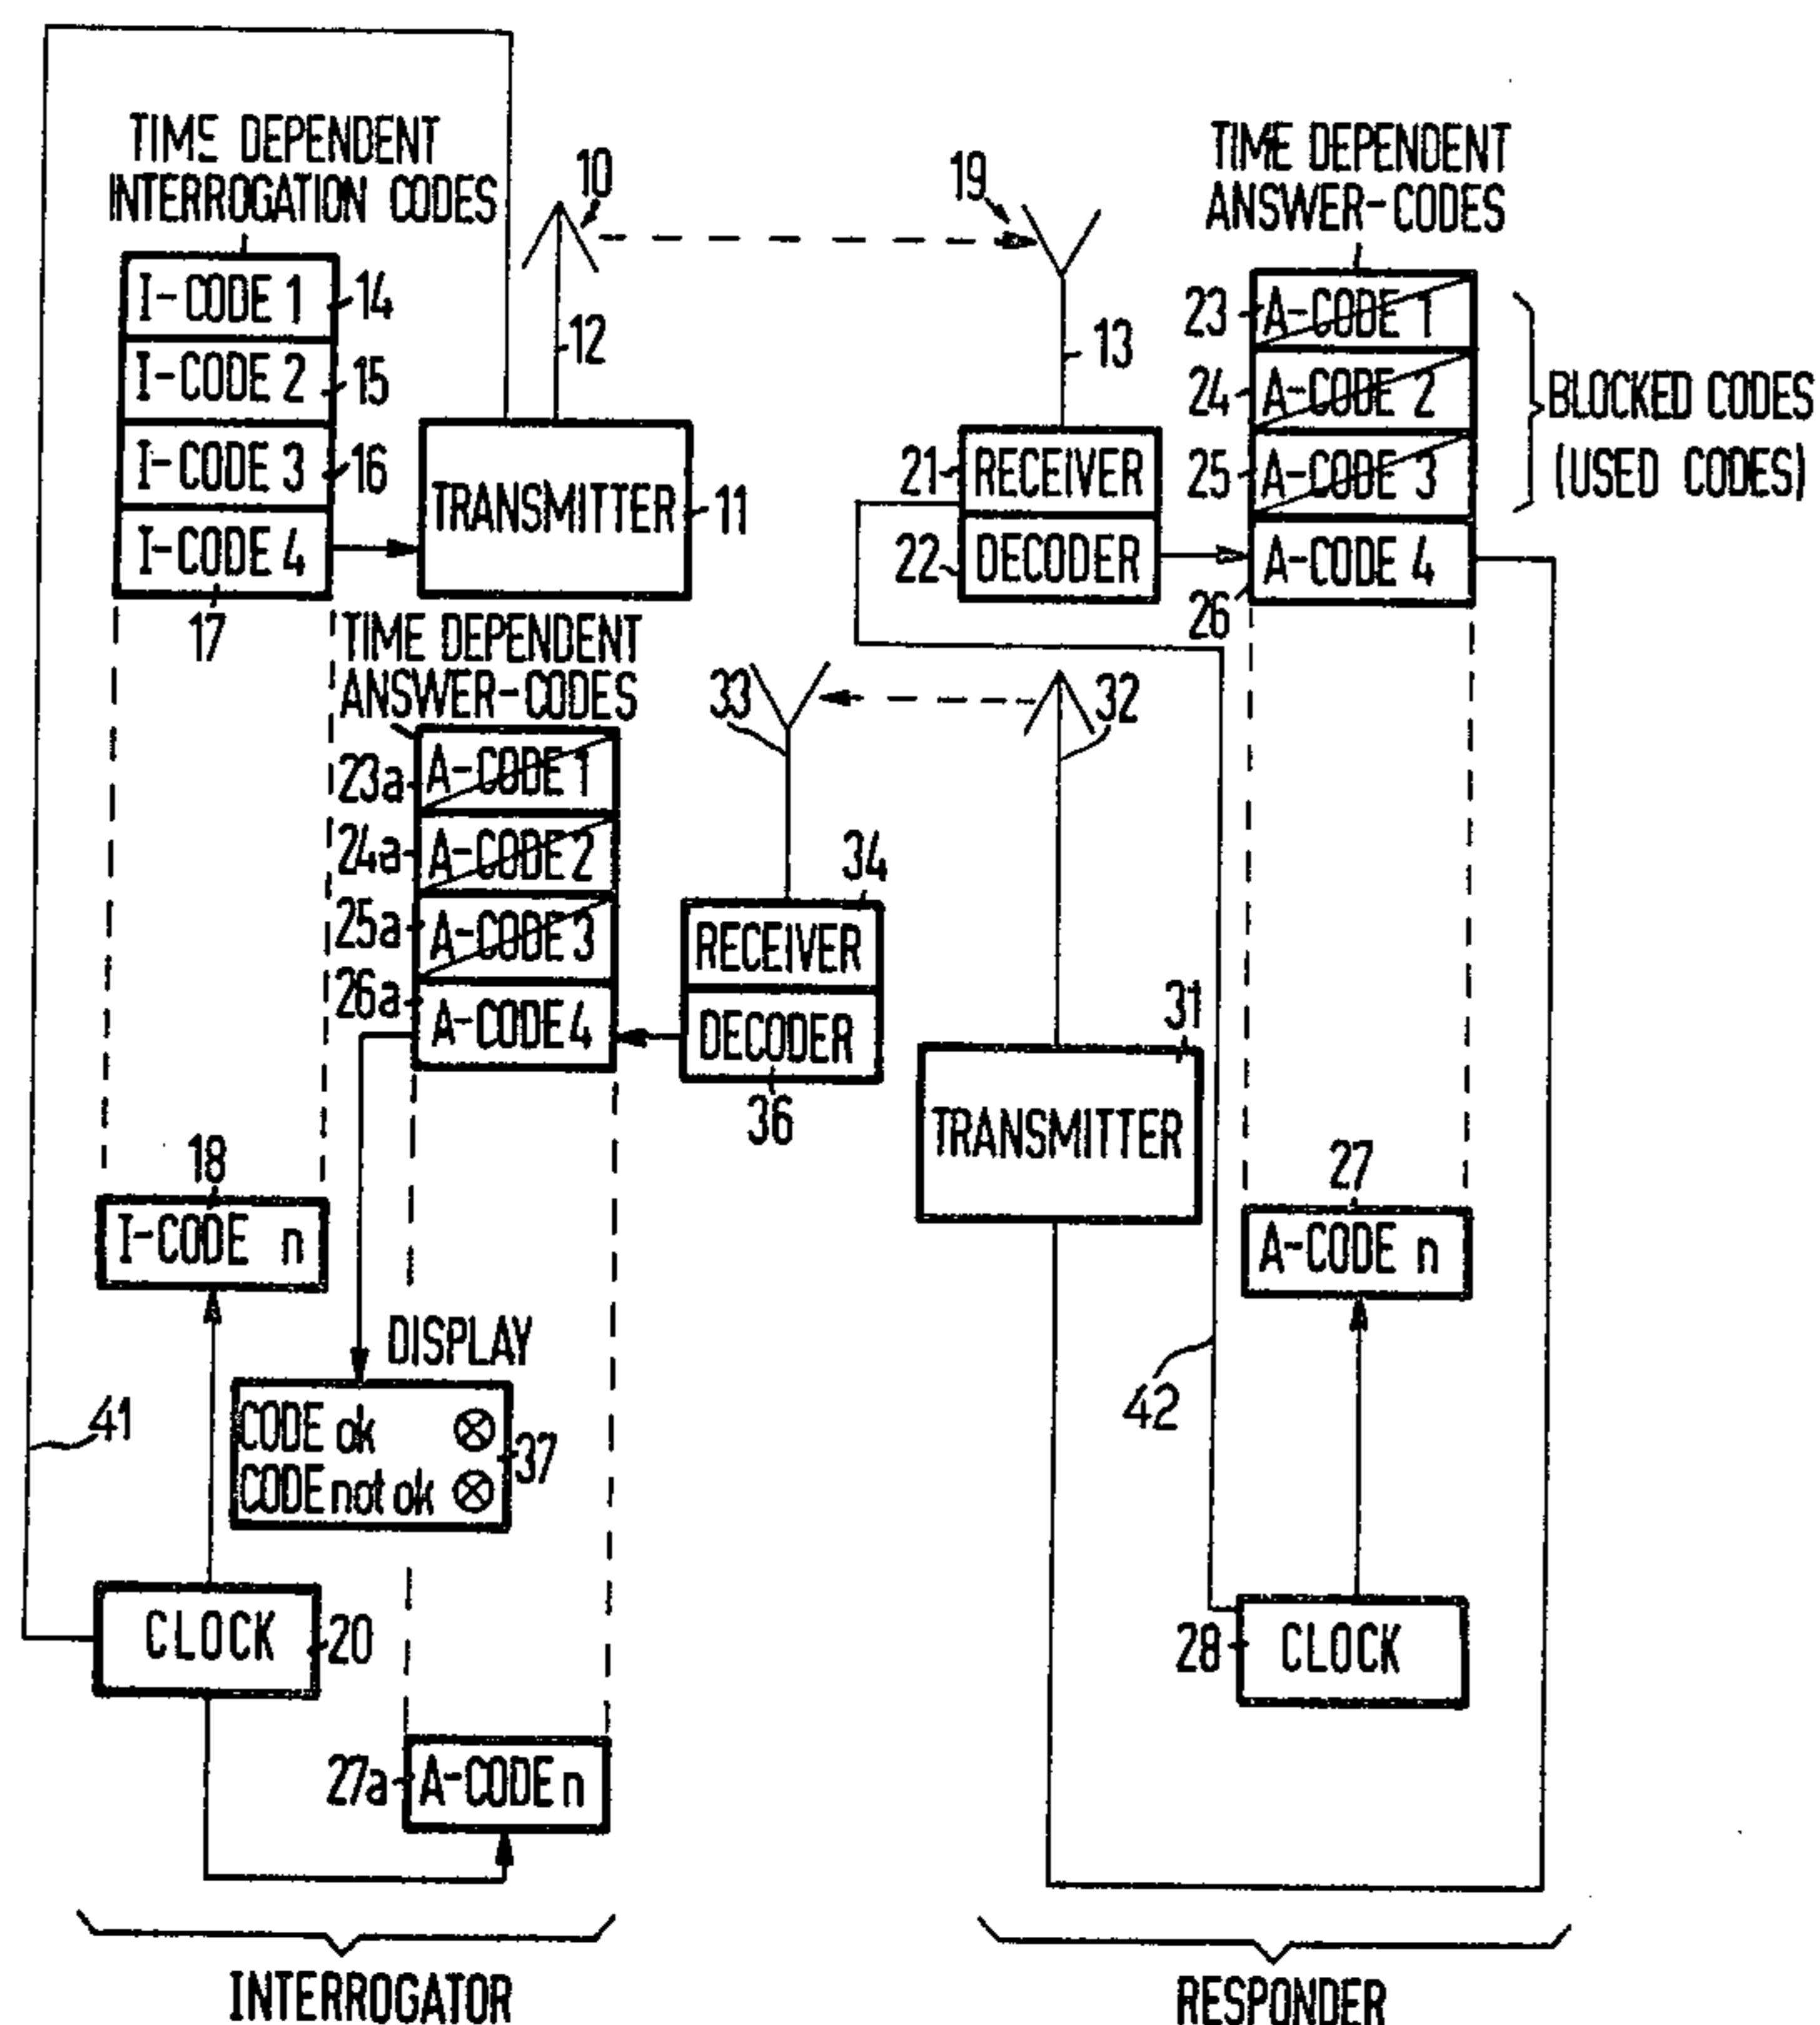 TIME DEPENDENT
INTERROGATION CODES
10
19
TIME DEPENDENT
ANSWER-CODES
I-CODE 1
14
I-CODE 2
15
I-CODE 3
16
I-CODE 4
17
12
TRANSMITTER
11
13
21
RECEIVER
22
DECODER
23
A-CODE 1
24
A-CODE 2
25
A-CODE 3
26
A-CODE 4
BLOCKED CODES
(USED CODES)
TIME DEPENDENT
ANSWER-CODES
33
32
23a
A-CODE 1
24a
A-CODE 2
25a
A-CODE 3
26a
A-CODE 4
34
RECEIVER
DECODER
36
31
TRANSMITTER
18
I-CODE n
27
A-CODE n
DISPLAY
CODE ok
CODE not ok
37
41
42
CLOCK
20
28
CLOCK
27a
A-CODE n
INTERROGATOR
RESPONDER